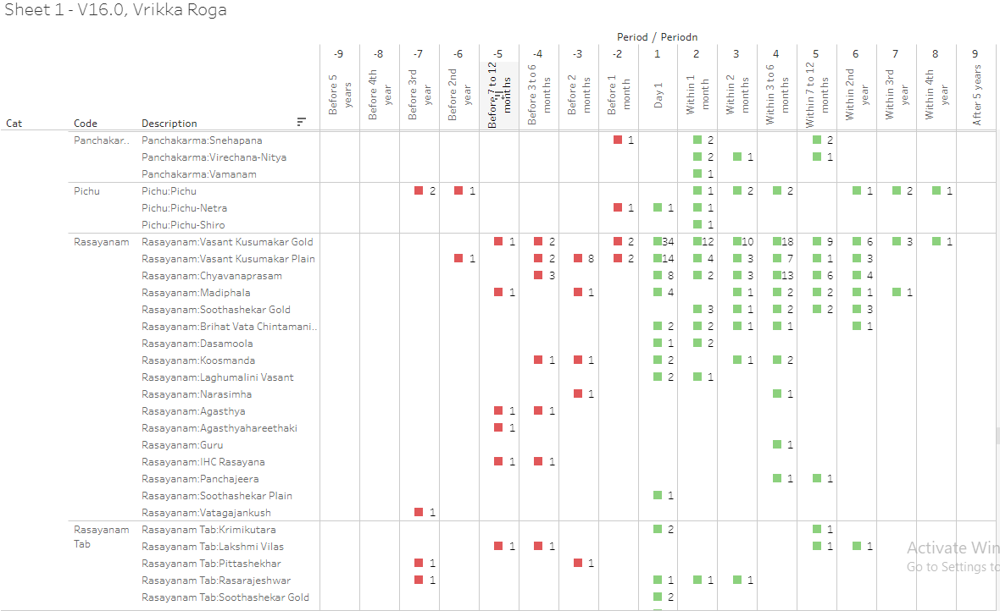 Sheet 1 - V16.0, Vrikka Roga
Period / Periodn
-9 -8 -7 -6 -5 -4 -3 -2 1 2 3 4 5 6 7 8 9
Before 5 years
Before 4th year
Before 3rd year
Before 2nd year
Before 7 to 12 months
Before 3 to 6 months
Before 2 months
Before 1 month
Day 1
Within 1 month
Within 2 months
Within 3 to 6 months
Within 7 to 12 months
Within 2nd year
Within 3rd year
Within 4th year
After 5 years
Cat Code Description
Panchakar.. Panchakarma:Snehapana 1 2 2
Panchakarma:Virechana-Nitya 2 1 1
Panchakarma:Vamanam 1
Pichu Pichu:Pichu 2 1 1 2 2 1 2 1
Pichu:Pichu-Netra 1 1 1
Pichu:Pichu-Shiro 1
Rasayanam Rasayanam:Vasant Kusumakar Gold 1 2 2 34 12 10 18 9 6 3 1
Rasayanam:Vasant Kusumakar Plain 1 2 8 2 14 4 3 7 1 3
Rasayanam:Chyavanaprasam 3 8 2 3 13 6 4
Rasayanam:Madiphala 1 1 4 1 2 2 1 1
Rasayanam:Soothashekar Gold 3 1 2 2 3
Rasayanam:Brihat Vata Chintamani.. 2 2 1 1 1
Rasayanam:Dasamoola 1 2
Rasayanam:Koosmanda 1 1 2 1 2
Rasayanam:Laghumalini Vasant 2 1
Rasayanam:Narasimha 1 1
Rasayanam:Agasthya 1 1
Rasayanam:Agasthyahareethaki 1
Rasayanam:Guru 1
Rasayanam:IHC Rasayana 1 1
Rasayanam:Panchajeera 1 1
Rasayanam:Soothashekar Plain 1
Rasayanam:Vatagajankush 1
Rasayanam Tab Rasayanam Tab:Krimikutara 2 1
Rasayanam Tab:Lakshmi Vilas 1 1 1 1
Rasayanam Tab:Pittashekhar 1 1
Rasayanam Tab:Rasarajeshwar 1 1 1 1
Rasayanam Tab:Soothashekar Gold 2
Activate Win
Go to Settings to